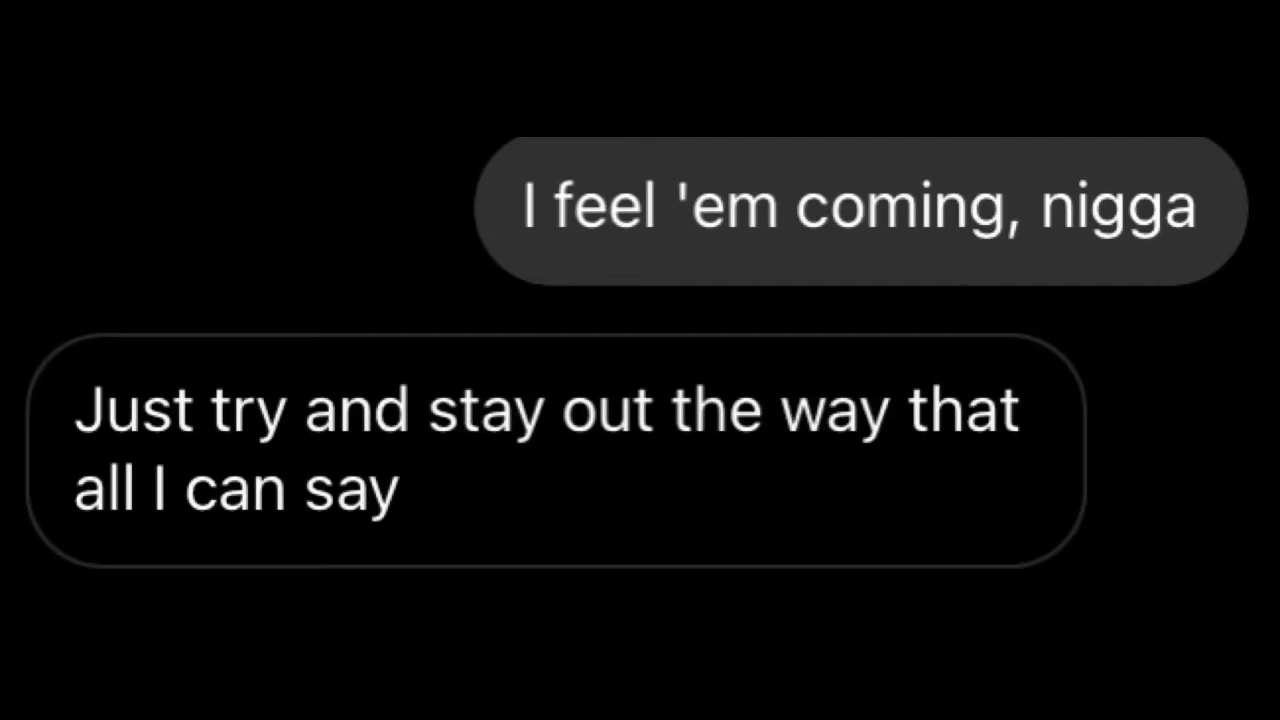 I feel 'em coming, nigga
Just try and stay out the way that
all I can say